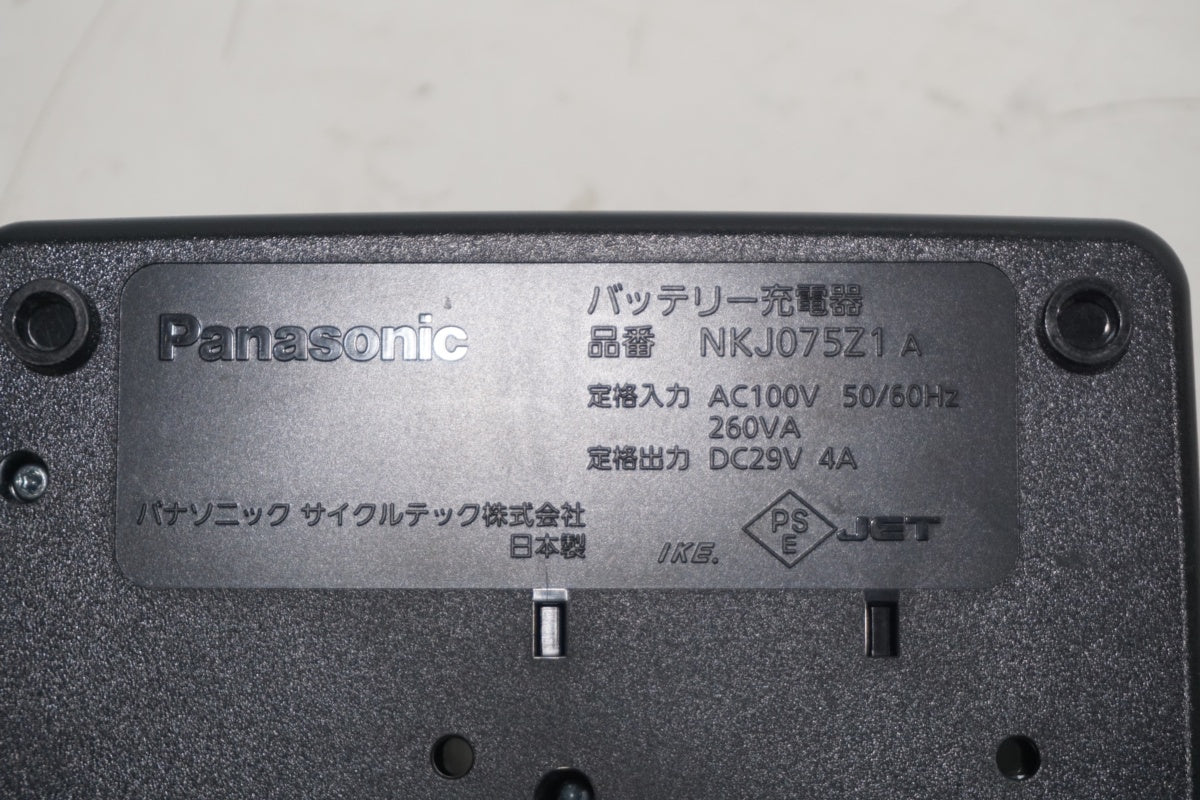 Panasonic
バッテリー充電器
品番 NKJ075Z1 A
定格入力 AC100V 50/60Hz
260VA
定格出力 DC29V 4A
パナソニック サイクルテック株式会社
日本製
IKE.
PS
E
JET